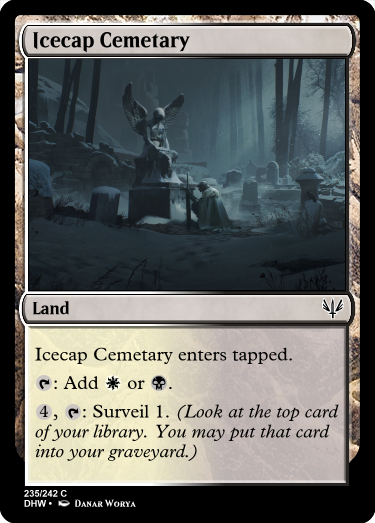 Icecap Cemetary
Land
Icecap Cemetary enters tapped.
: Add or .
4, : Surveil 1. (Look at the top card
of your library. You may put that card
into your graveyard.)
235/242 C
DHW • Danar Worya